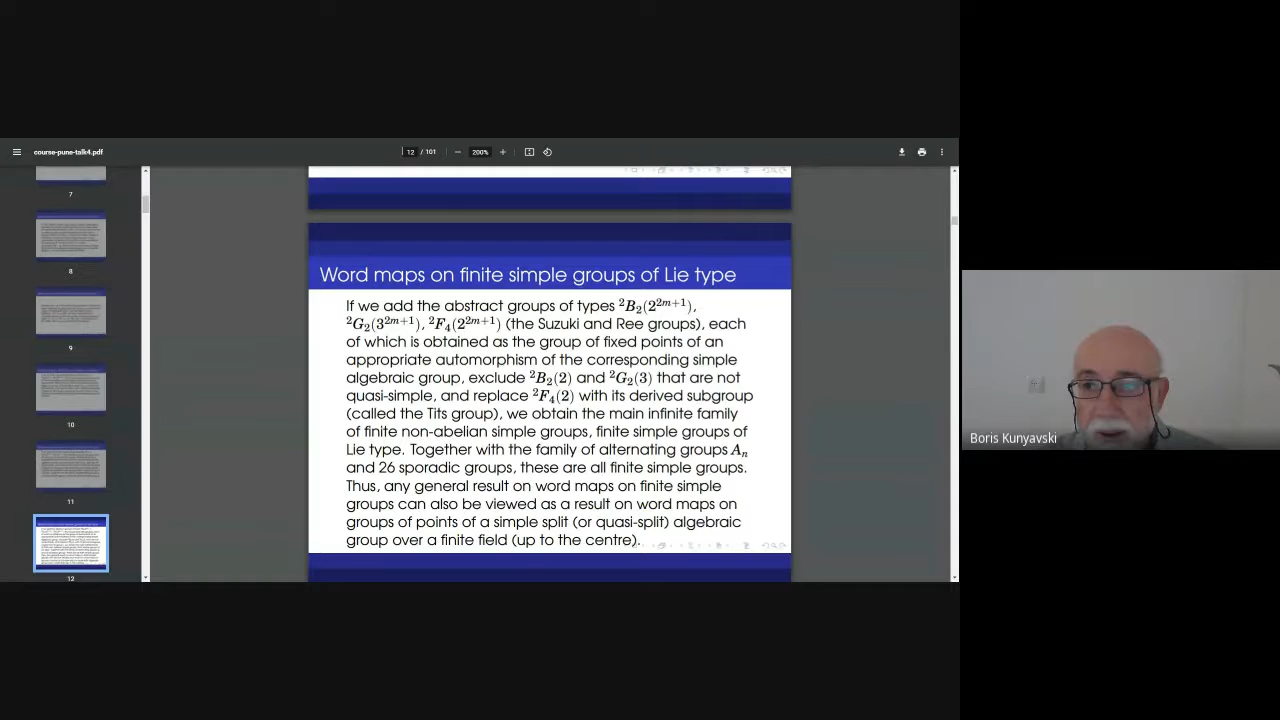 course-pune-talk4.pdf
12 / 101
200%
7
8
9
10
11
12
Word maps on finite simple groups of Lie type
If we add the abstract groups of types ²B₂(2²ᵐ⁺¹),
²G₂(3²ᵐ⁺¹), ²F₄(2²ᵐ⁺¹) (the Suzuki and Ree groups), each
of which is obtained as the group of fixed points of an
appropriate automorphism of the corresponding simple
algebraic group, exclude ²B₂(2) and ²G₂(3) that are not
quasi-simple, and replace ²F₄(2) with its derived subgroup
(called the Tits group), we obtain the main infinite family
of finite non-abelian simple groups, finite simple groups of
Lie type. Together with the family of alternating groups Aₙ
and 26 sporadic groups, these are all finite simple groups.
Thus, any general result on word maps on finite simple
groups can also be viewed as a result on word maps on
groups of points of a simple split (or quasi-split) algebraic
group over a finite field (up to the centre).
Boris Kunyavski